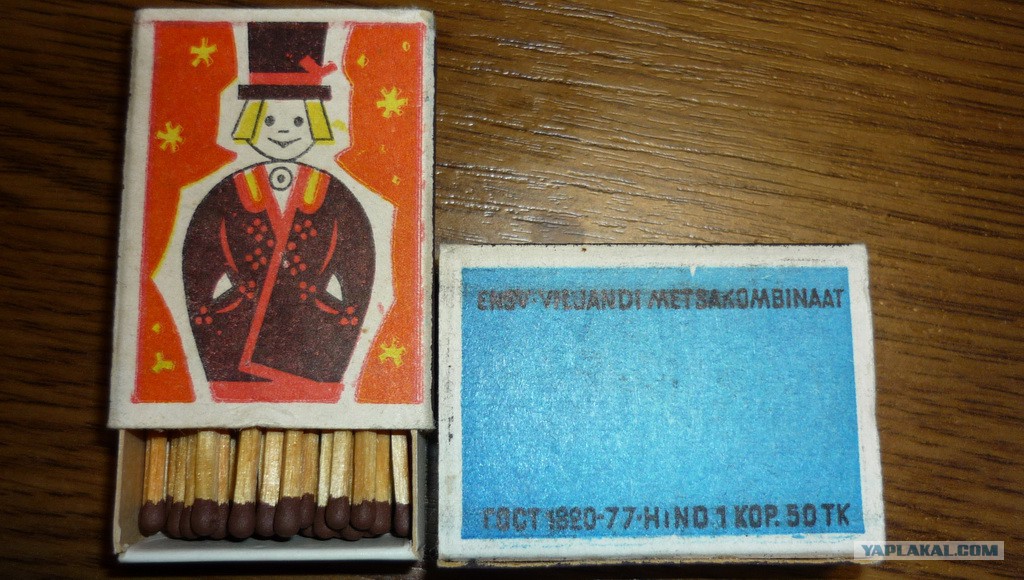 ENSV VILJANDI METSAKOMBINAAT
ГОСТ 1820-77-HIND.1 KOP. 50 TK
YAPLAKAL.COM